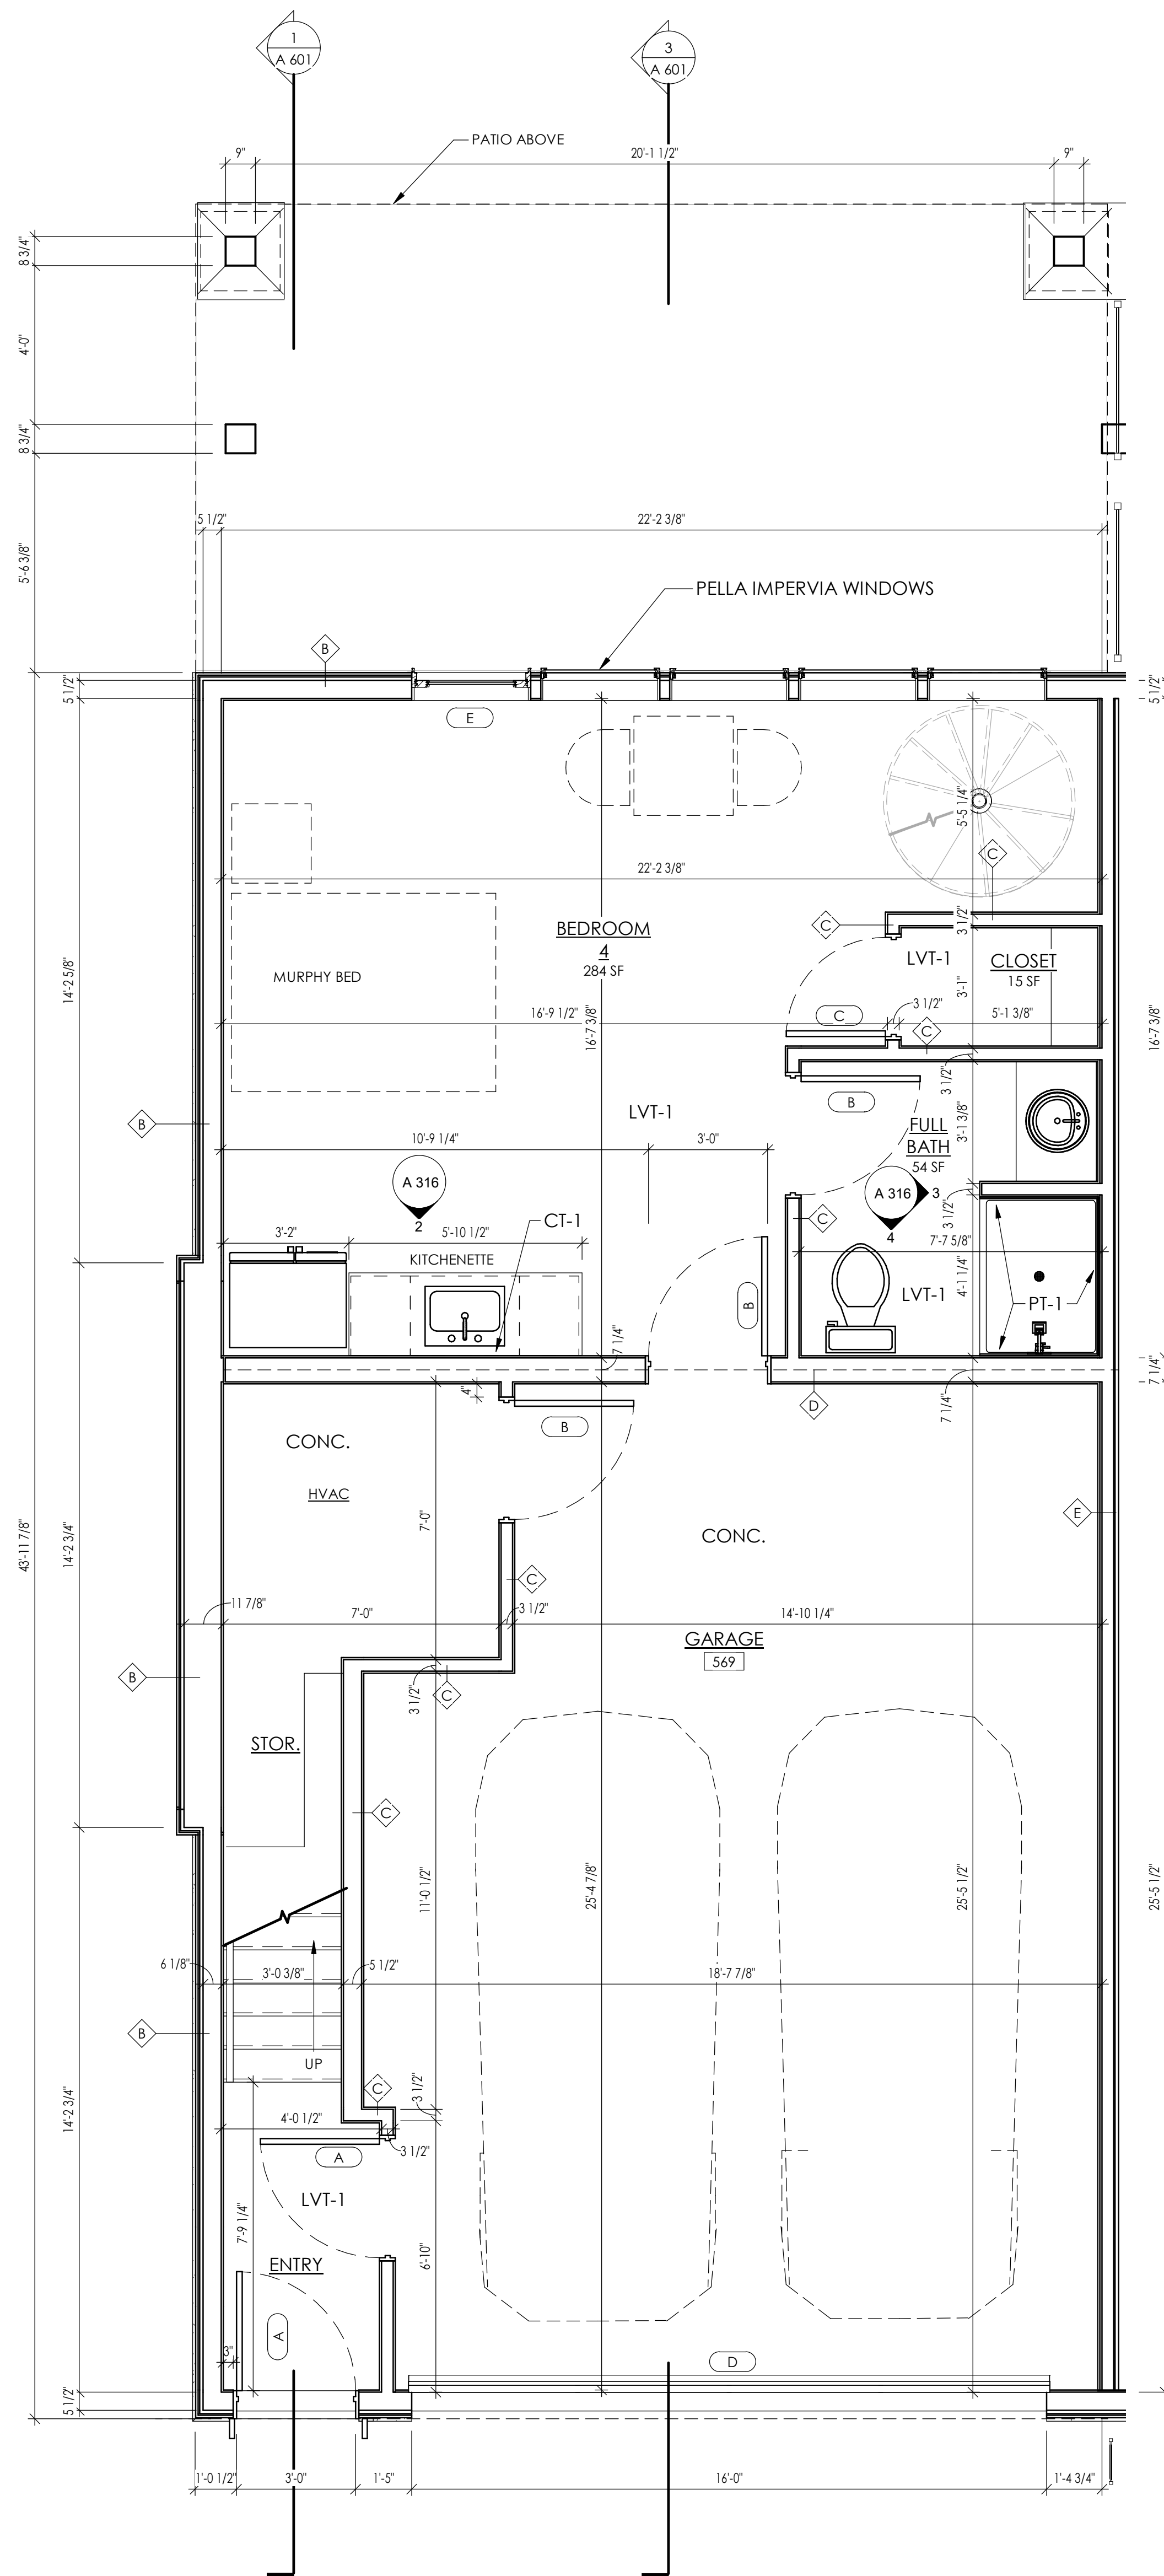 1
A 601
3
A 601
PATIO ABOVE
9"
20'-1 1/2"
9"
8 3/4"
4'-0"
8 3/4"
5'-6 3/8"
5 1/2"
22'-2 3/8"
PELLA IMPERVIA WINDOWS
B
5 1/2"
5 1/2"
E
5'-5 1/4"
C
22'-2 3/8"
BEDROOM
4
284 SF
C
3 1/2"
LVT-1
CLOSET
15 SF
MURPHY BED
14'-2 5/8"
3'-1"
3 1/2"
16'-9 1/2"
C
5'-1 3/8"
C
16'-7 3/8"
16'-7 3/8"
3 1/2"
B
LVT-1
B
FULL
BATH
54 SF
3'-1 3/8"
10'-9 1/4"
3'-0"
A 316
2
A 316
3
4
C
3 1/2"
CT-1
3'-2"
5'-10 1/2"
7'-7 5/8"
KITCHENETTE
4'-1 1/4"
LVT-1
PT-1
B
7 1/4"
7 1/4"
4"
D
7 1/4"
B
CONC.
HVAC
E
CONC.
7'-0"
43'-11 7/8"
14'-2 3/4"
C
11 7/8"
7'-0"
3 1/2"
14'-10 1/4"
GARAGE
569
B
3 1/2"
C
STOR.
C
11'-0 1/2"
25'-4 7/8"
25'-5 1/2"
25'-5 1/2"
6 1/8"
3'-0 3/8"
5 1/2"
18'-7 7/8"
B
UP
C
3 1/2"
14'-2 3/4"
4'-0 1/2"
3 1/2"
A
LVT-1
7'-9 1/4"
6'-10"
ENTRY
A
3"
D
5 1/2"
1'-0 1/2"
3'-0"
1'-5"
16'-0"
1'-4 3/4"